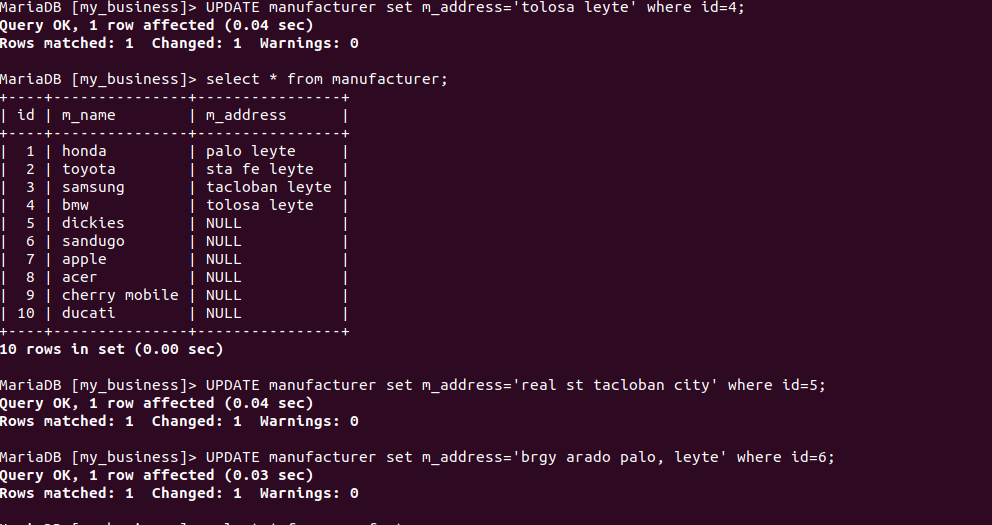 MariaDB [my_business]> UPDATE manufacturer set m_address='tolosa leyte' where id=4;
Query OK, 1 row affected (0.04 sec)
Rows matched: 1  Changed: 1  Warnings: 0

MariaDB [my_business]> select * from manufacturer;
+----+---------------+----------------+
| id | m_name        | m_address      |
+----+---------------+----------------+
|  1 | honda         | palo leyte     |
|  2 | toyota        | sta fe leyte   |
|  3 | samsung       | tacloban leyte |
|  4 | bmw           | tolosa leyte   |
|  5 | dickies       | NULL           |
|  6 | sandugo       | NULL           |
|  7 | apple         | NULL           |
|  8 | acer          | NULL           |
|  9 | cherry mobile | NULL           |
| 10 | ducati        | NULL           |
+----+---------------+----------------+
10 rows in set (0.00 sec)

MariaDB [my_business]> UPDATE manufacturer set m_address='real st tacloban city' where id=5;
Query OK, 1 row affected (0.04 sec)
Rows matched: 1  Changed: 1  Warnings: 0

MariaDB [my_business]> UPDATE manufacturer set m_address='brgy arado palo, leyte' where id=6;
Query OK, 1 row affected (0.03 sec)
Rows matched: 1  Changed: 1  Warnings: 0